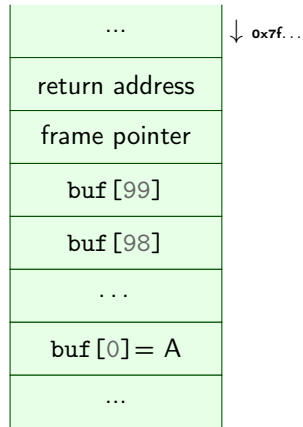 ...
↓ 0x7f...
return address
frame pointer
buf[99]
buf[98]
...
buf[0]= A
...